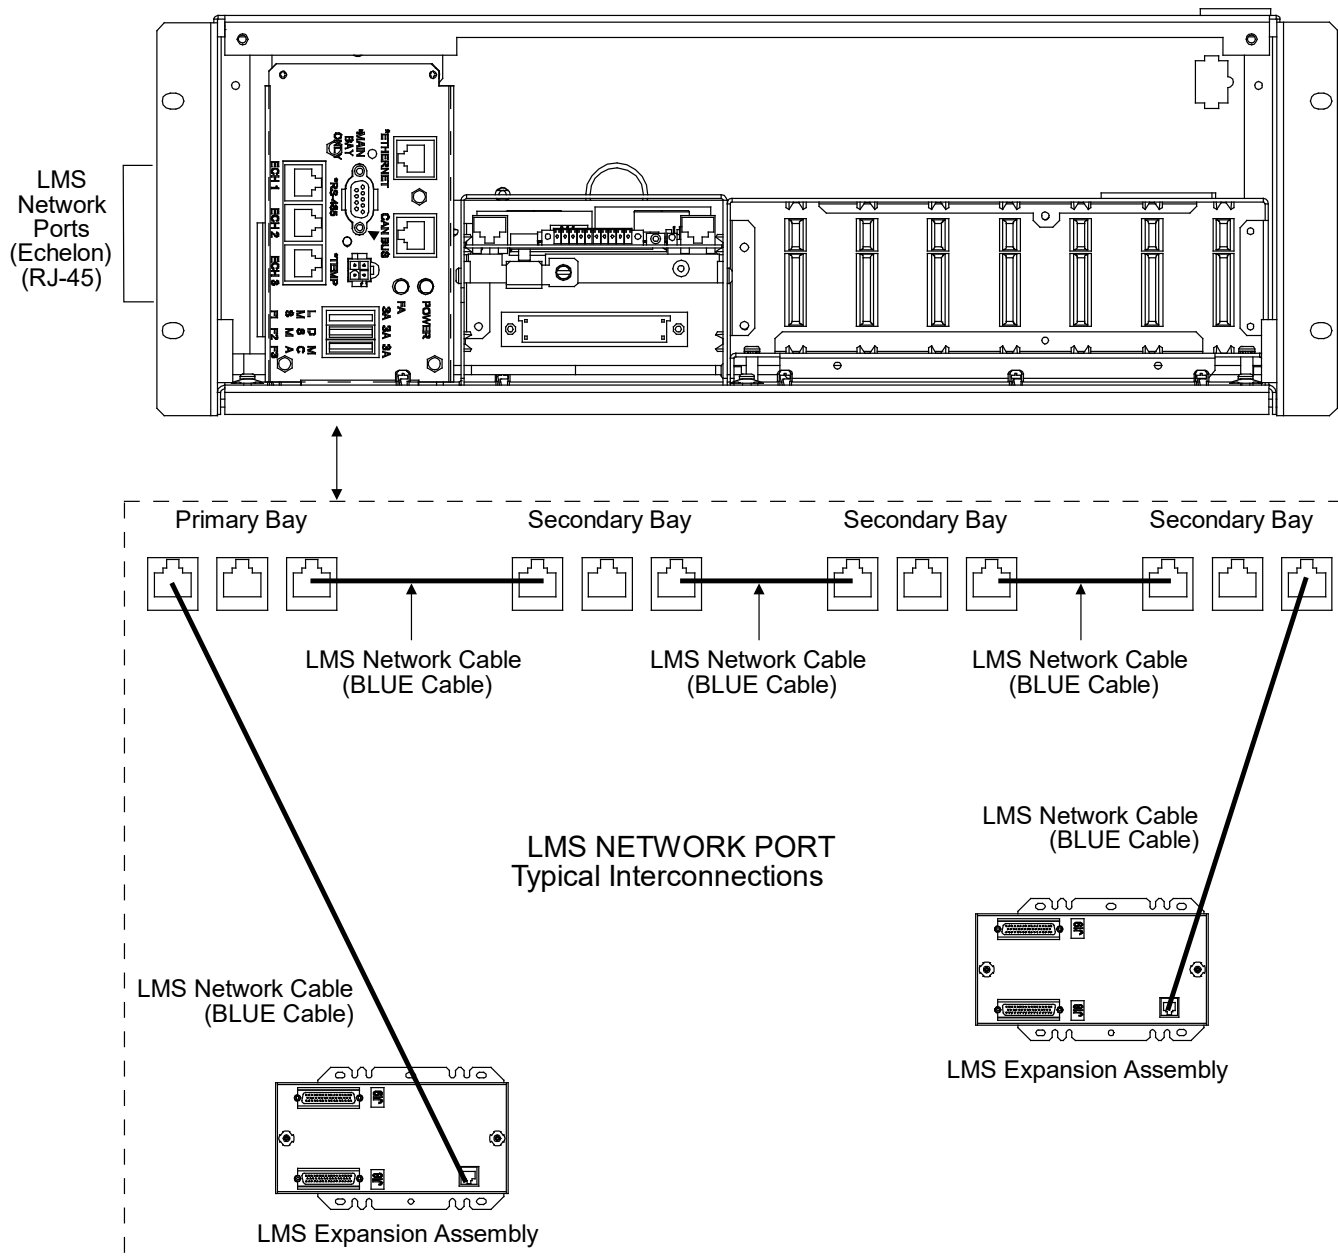 LMS
Network
Ports
(Echelon)
(RJ-45)
*ETHERNET
*MAIN
BAY
ONLY
ECH 1
*RS-485
ECH 2
CAN BUS
ECH 3
*TEMP
FA
POWER
L M S F1 3A
D S M F2 3A
M C A F3 3A
Primary Bay
Secondary Bay
Secondary Bay
Secondary Bay
LMS Network Cable
(BLUE Cable)
LMS Network Cable
(BLUE Cable)
LMS Network Cable
(BLUE Cable)
LMS Network Cable
(BLUE Cable)
LMS NETWORK PORT
Typical Interconnections
LMS Network Cable
(BLUE Cable)
LMS Expansion Assembly
LMS Expansion Assembly